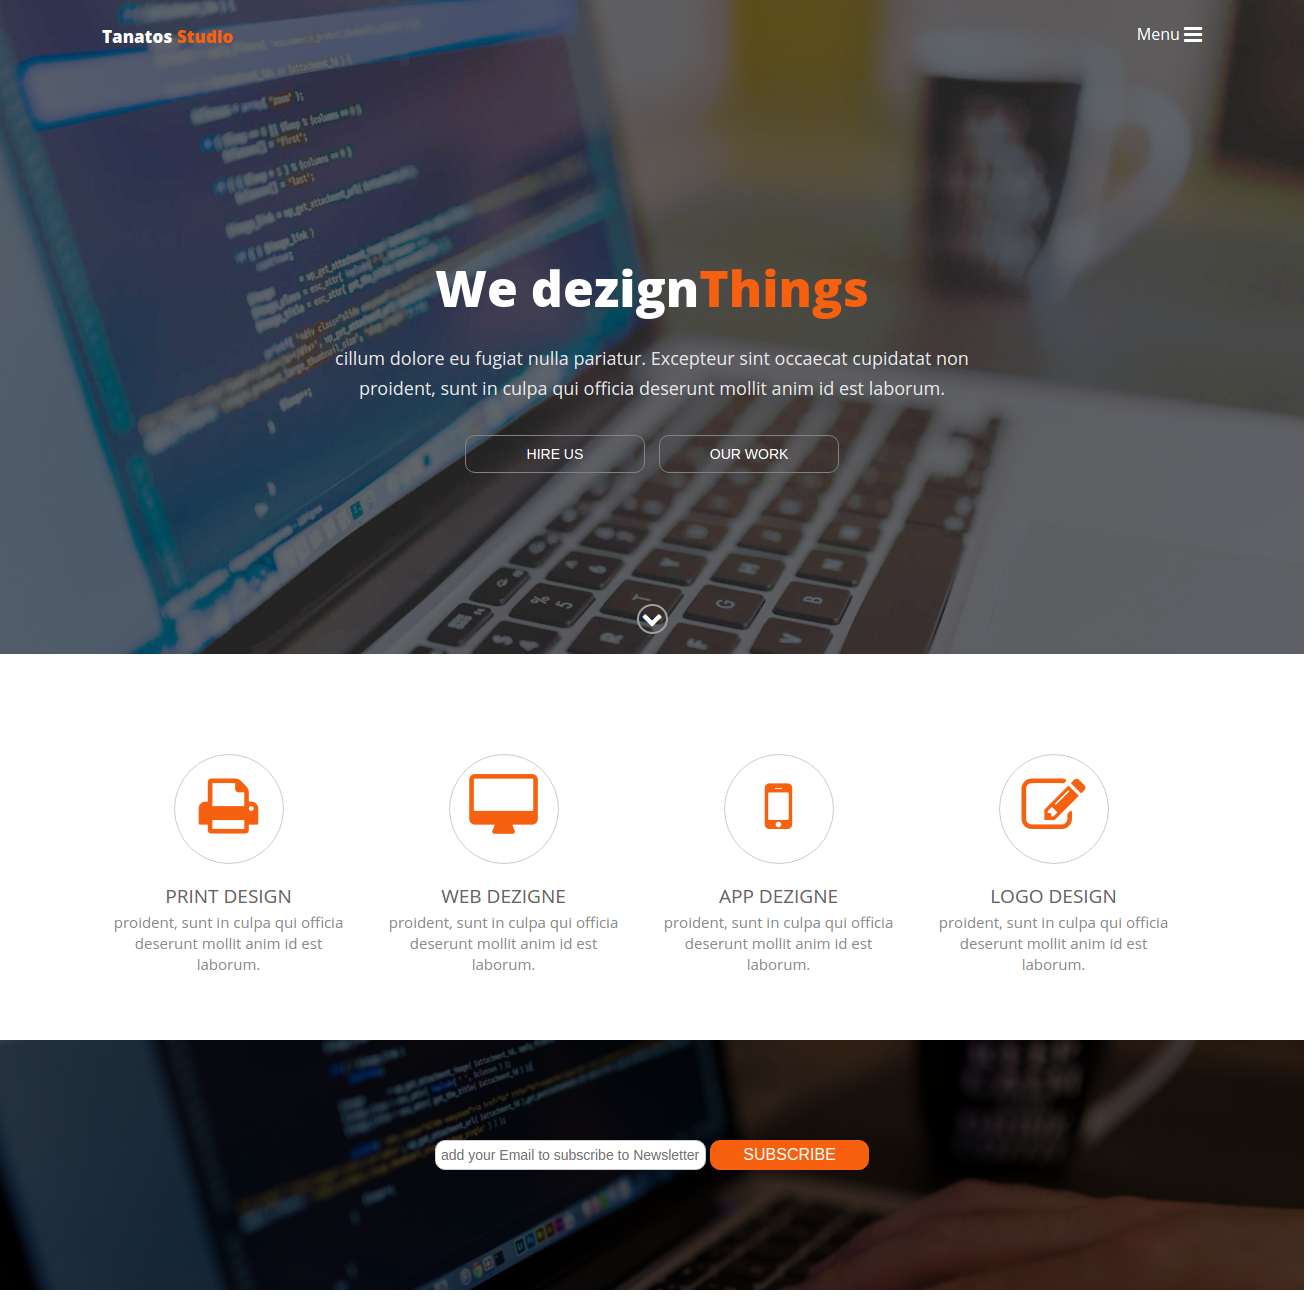 Tanatos Studio
Menu
We dezignThings
cillum dolore eu fugiat nulla pariatur. Excepteur sint occaecat cupidatat non
proident, sunt in culpa qui officia deserunt mollit anim id est laborum.
HIRE US
OUR WORK
PRINT DESIGN
proident, sunt in culpa qui officia
deserunt mollit anim id est
laborum.
WEB DEZIGNE
proident, sunt in culpa qui officia
deserunt mollit anim id est
laborum.
APP DEZIGNE
proident, sunt in culpa qui officia
deserunt mollit anim id est
laborum.
LOGO DESIGN
proident, sunt in culpa qui officia
deserunt mollit anim id est
laborum.
add your Email to subscribe to Newsletter
SUBSCRIBE